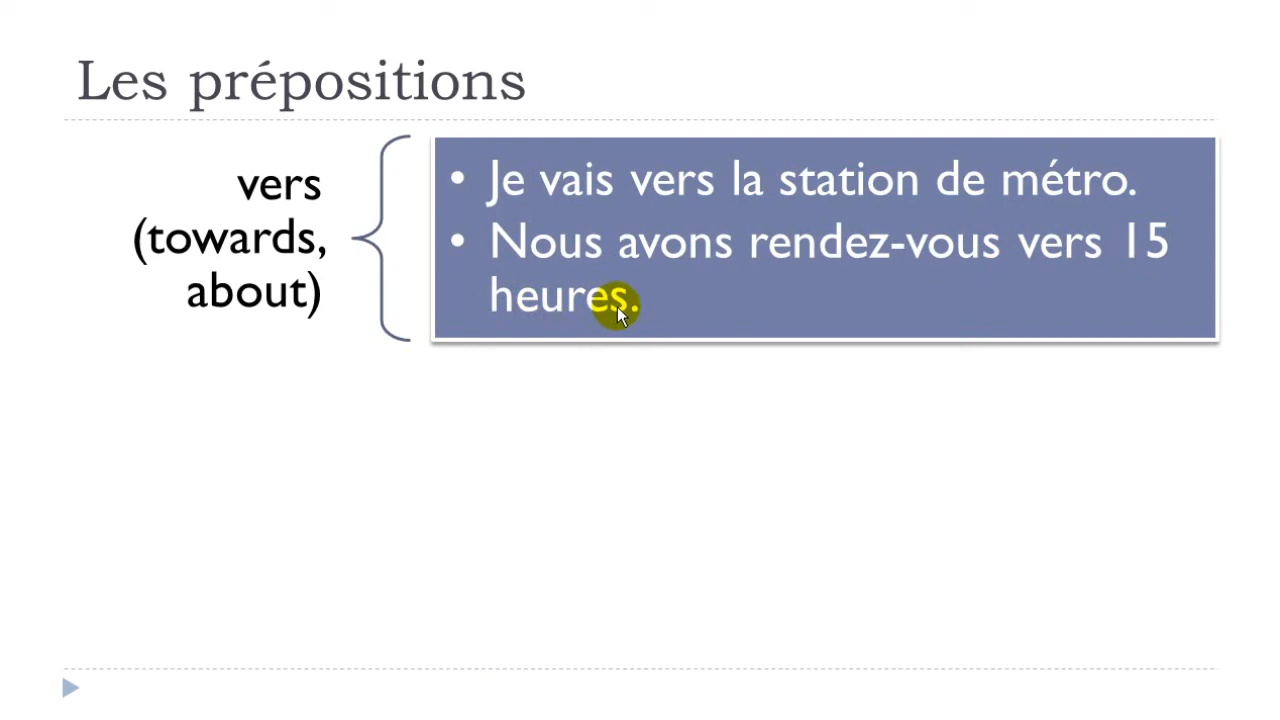 Les prépositions
vers
(towards,
about)
• Je vais vers la station de métro.
• Nous avons rendez-vous vers 15
heures.